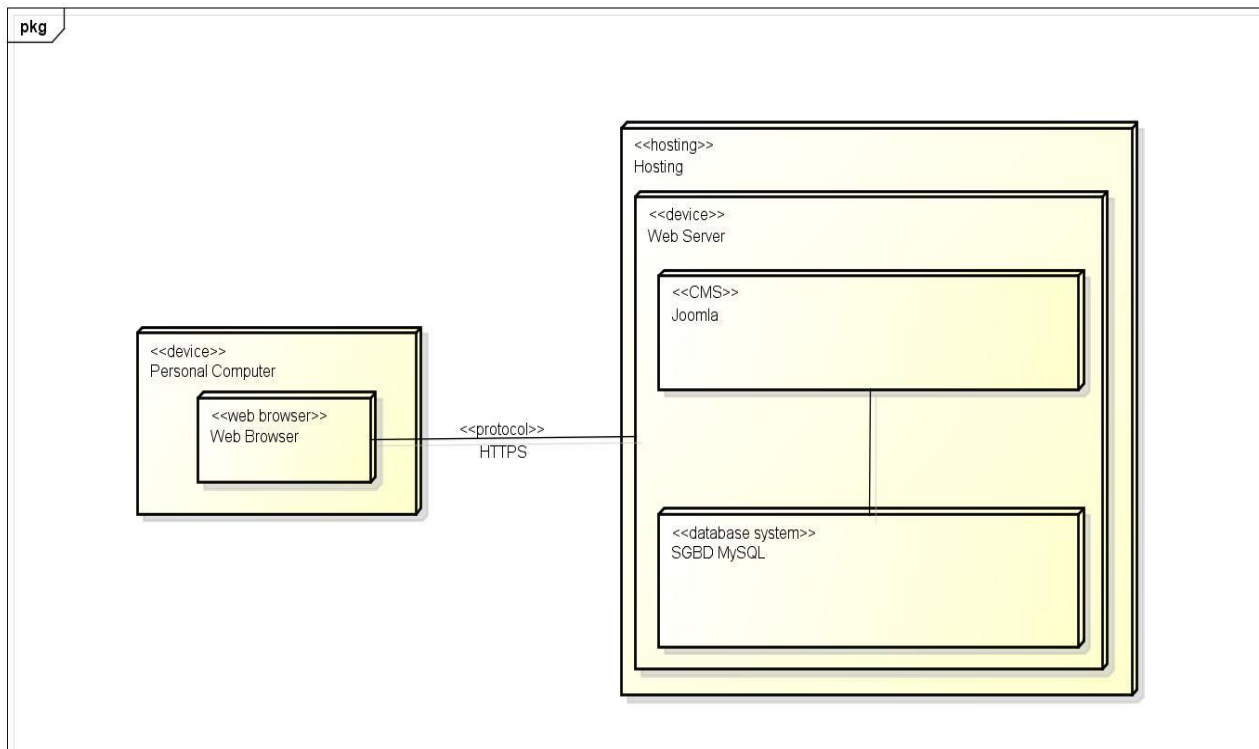 pkg
<<hosting>>
Hosting
<<device>>
Web Server
<<CMS>>
Joomla
<<device>>
Personal Computer
<<web browser>>
Web Browser
<<protocol>>
HTTPS
<<database system>>
SGBD MySQL